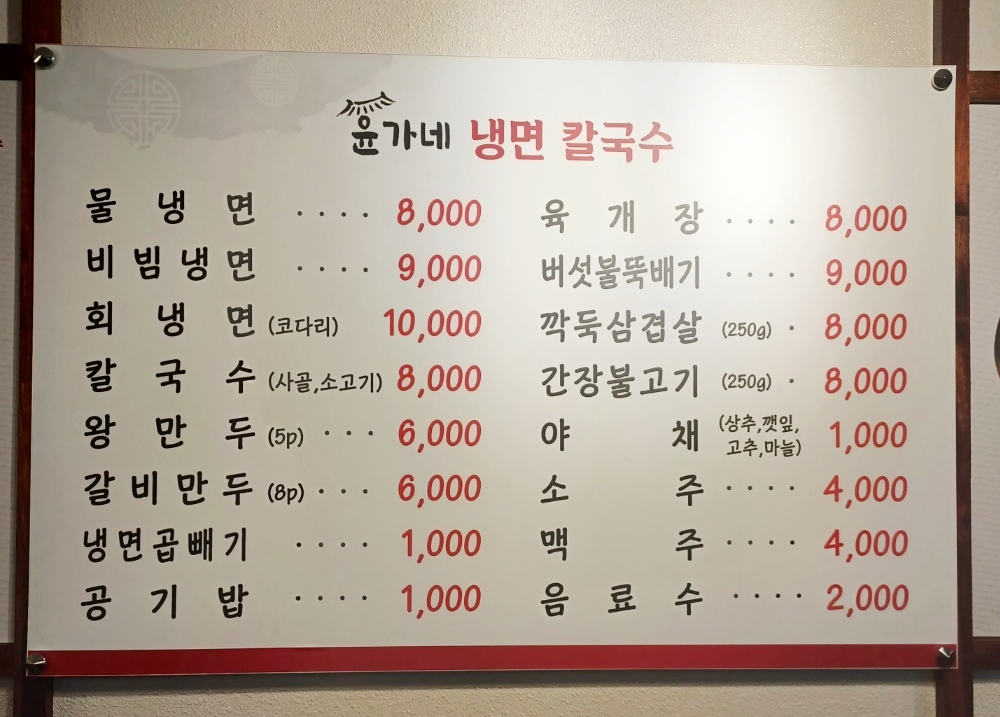 윤가네 냉면 칼국수
물냉면 .... 8,000
비빔냉면 .... 9,000
회냉면 (코다리) 10,000
칼국수 (사골,소고기) 8,000
왕만두 (5p) ... 6,000
갈비만두 (8p) ... 6,000
냉면곱빼기 .... 1,000
공기밥 .... 1,000
육개장 .... 8,000
버섯불뚝배기 .... 9,000
깍둑삼겹살 (250g) . 8,000
간장불고기 (250g) . 8,000
야채 (상추,깻잎,
고추,마늘) 1,000
소주 .... 4,000
맥주 .... 4,000
음료수 .... 2,000